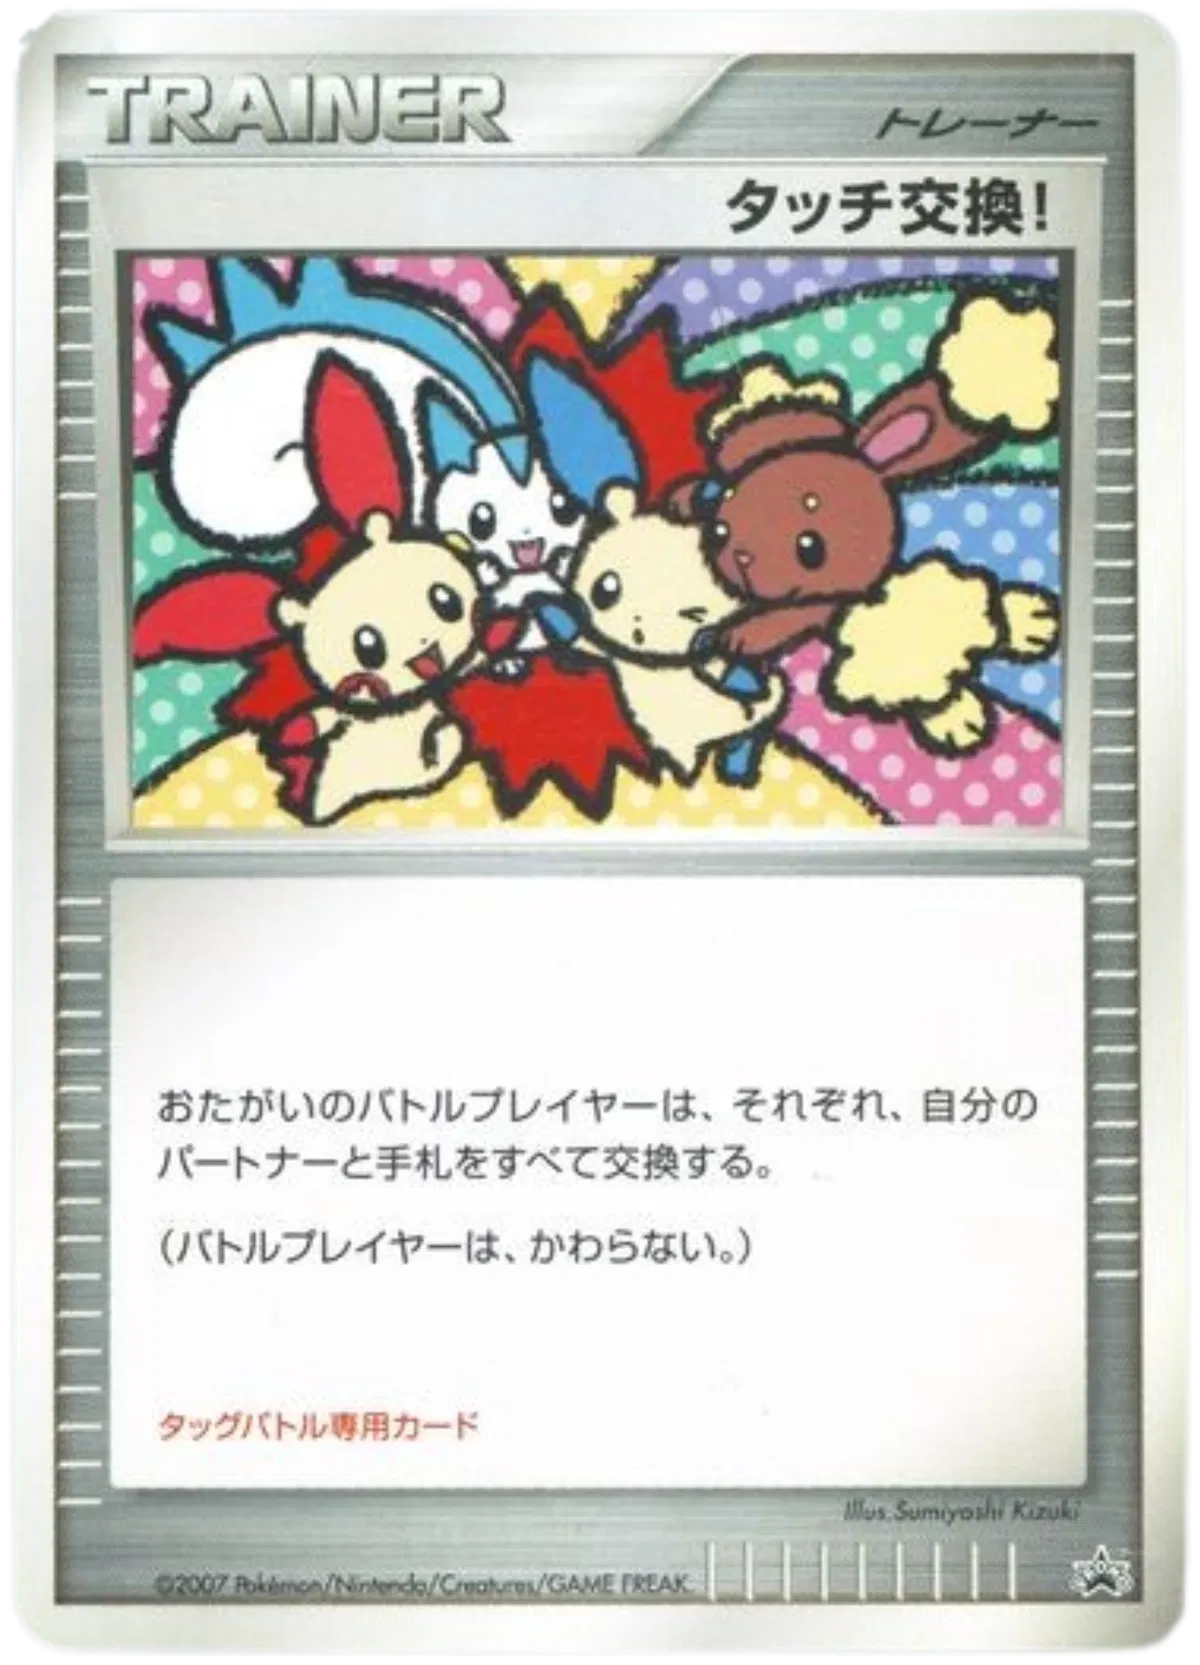 TRAINER
トレーナー
タッチ交換!
おたがいのバトルプレイヤーは、それぞれ、自分の
パートナーと手札をすべて交換する。
(バトルプレイヤーは、かわらない。)
タッグバトル専用カード
Illus.Sumiyoshi Kizuki
©2007 Pokémon/Nintendo/Creatures/GAME FREAK.